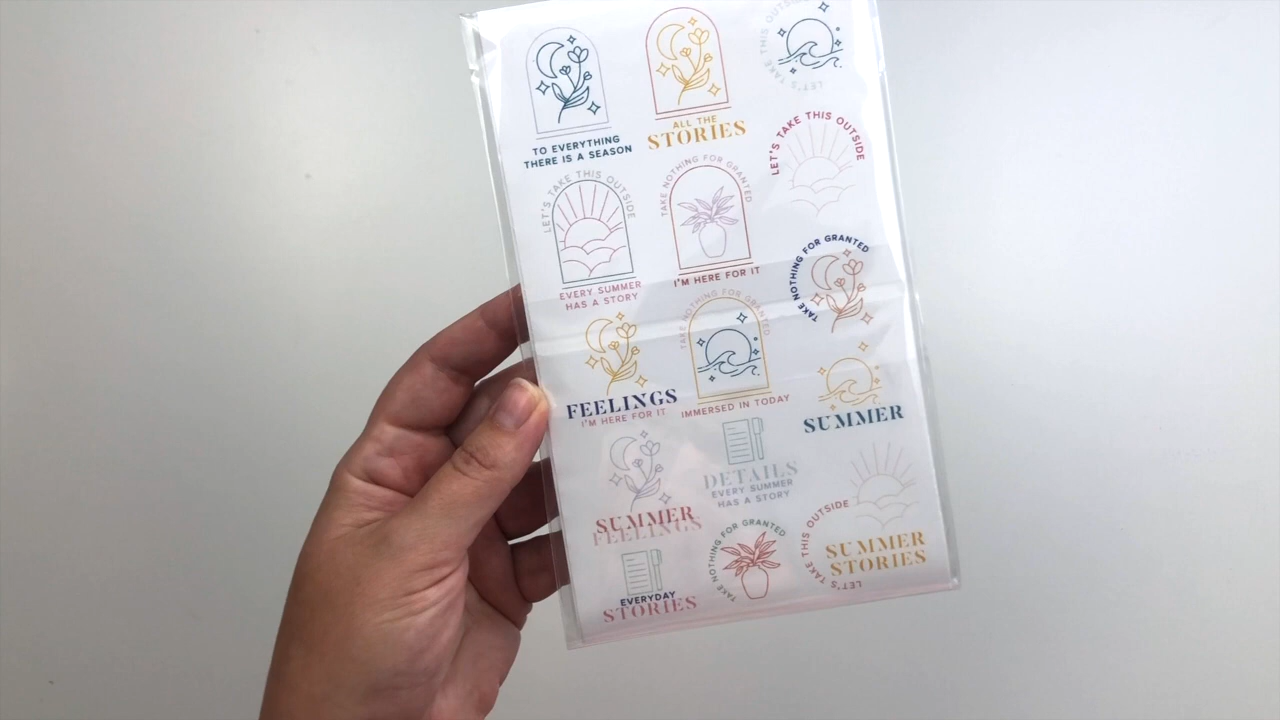 LET'S TAKE THIS OUTSIDE
TO EVERYTHING
THERE IS A SEASON
ALL THE
STORIES
LET'S TAKE THIS OUTSIDE
LET'S TAKE THIS OUTSIDE
EVERY SUMMER
HAS A STORY
TAKE NOTHING FOR GRANTED
I'M HERE FOR IT
TAKE NOTHING FOR GRANTED
FEELINGS
I'M HERE FOR IT
TAKE NOTHING FOR GRANTED
IMMERSED IN TODAY
SUMMER
SUMMER
FEELINGS
DETAILS
EVERY SUMMER
HAS A STORY
LET'S TAKE THIS OUTSIDE
SUMMER
STORIES
EVERYDAY
STORIES
TAKE NOTHING FOR GRANTED